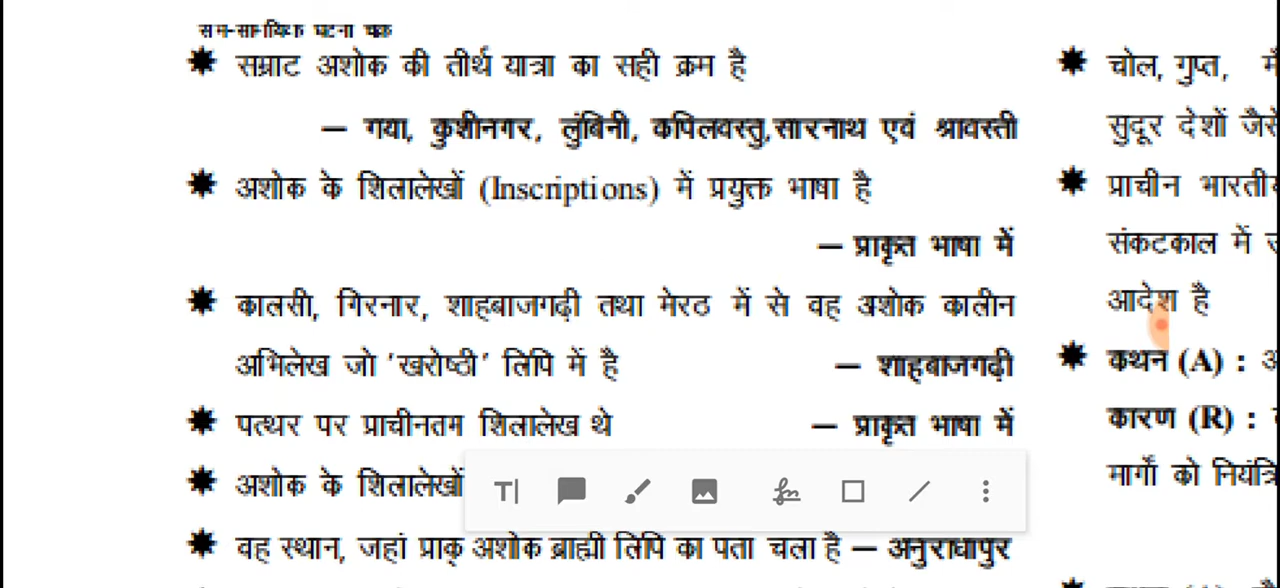 सम-सामयिक घटना चक्र
✸ सम्राट अशोक की तीर्थ यात्रा का सही क्रम है
— गया, कुशीनगर, लुंबिनी, कपिलवस्तु,सारनाथ एवं श्रावस्ती
✸ अशोक के शिलालेखों (Inscriptions) में प्रयुक्त भाषा है
— प्राकृत भाषा में
✸ कालसी, गिरनार, शाहबाजगढ़ी तथा मेरठ में से वह अशोक कालीन
अभिलेख जो 'खरोष्ठी' लिपि में है — शाहबाजगढ़ी
✸ पत्थर पर प्राचीनतम शिलालेख थे — प्राकृत भाषा में
✸ अशोक के शिलालेखों
✸ वह स्थान, जहां प्राक् अशोक ब्राह्मी लिपि का पता चला है — अनुराधापुर
✸ चोल, गुप्त,
सुदूर देशों जैसे
✸ प्राचीन भारतीय
संकटकाल में
आदेश है
✸ कथन (A) :
कारण (R) :
मार्गों को